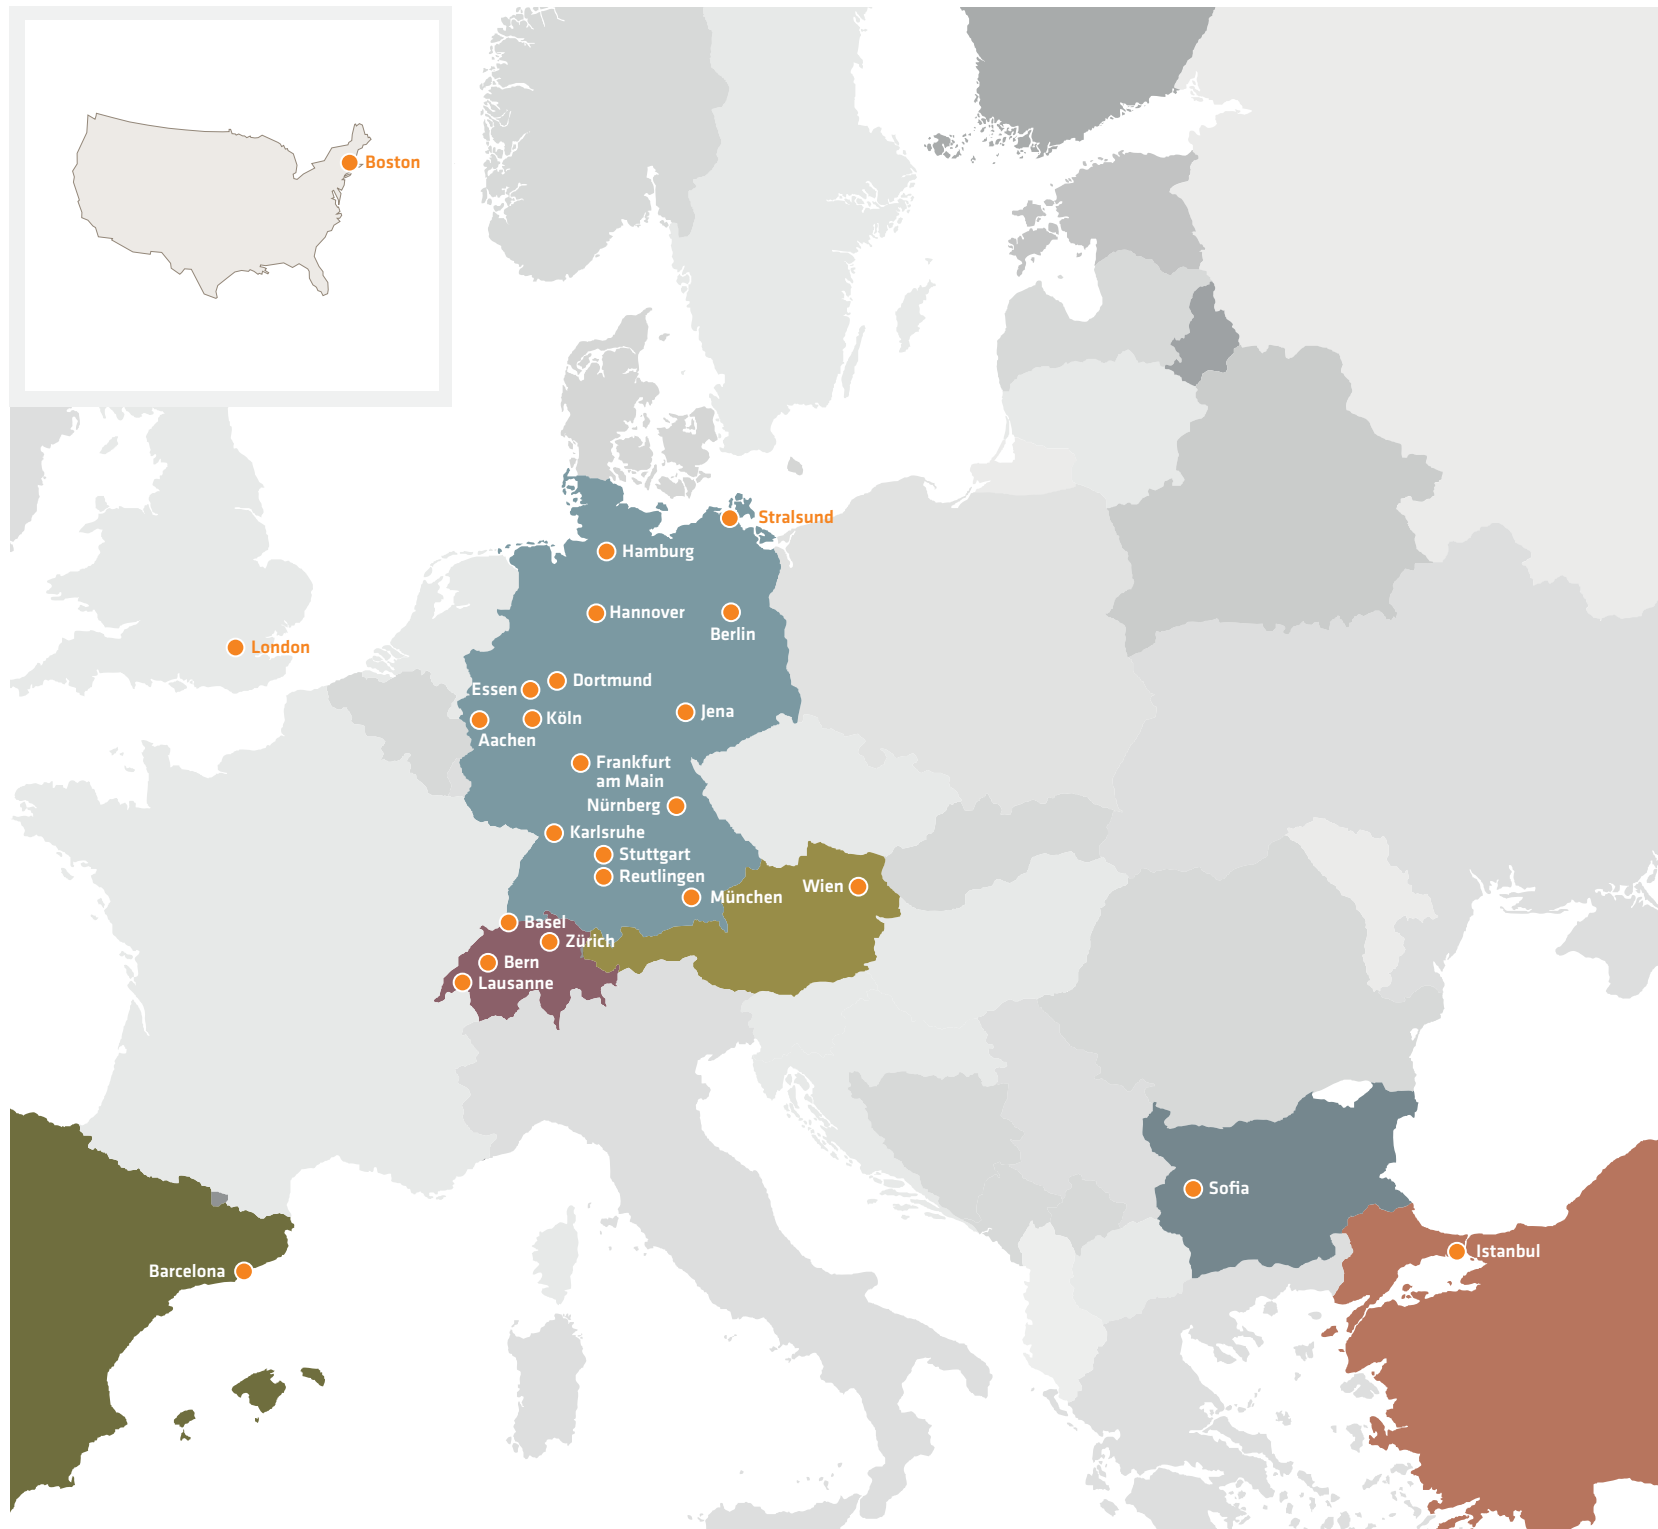 Boston
Stralsund
Hamburg
Hannover
Berlin
London
Dortmund
Essen
Köln
Jena
Aachen
Frankfurt
am Main
Nürnberg
Karlsruhe
Stuttgart
Reutlingen
Wien
München
Basel
Zürich
Bern
Lausanne
Sofia
Istanbul
Barcelona